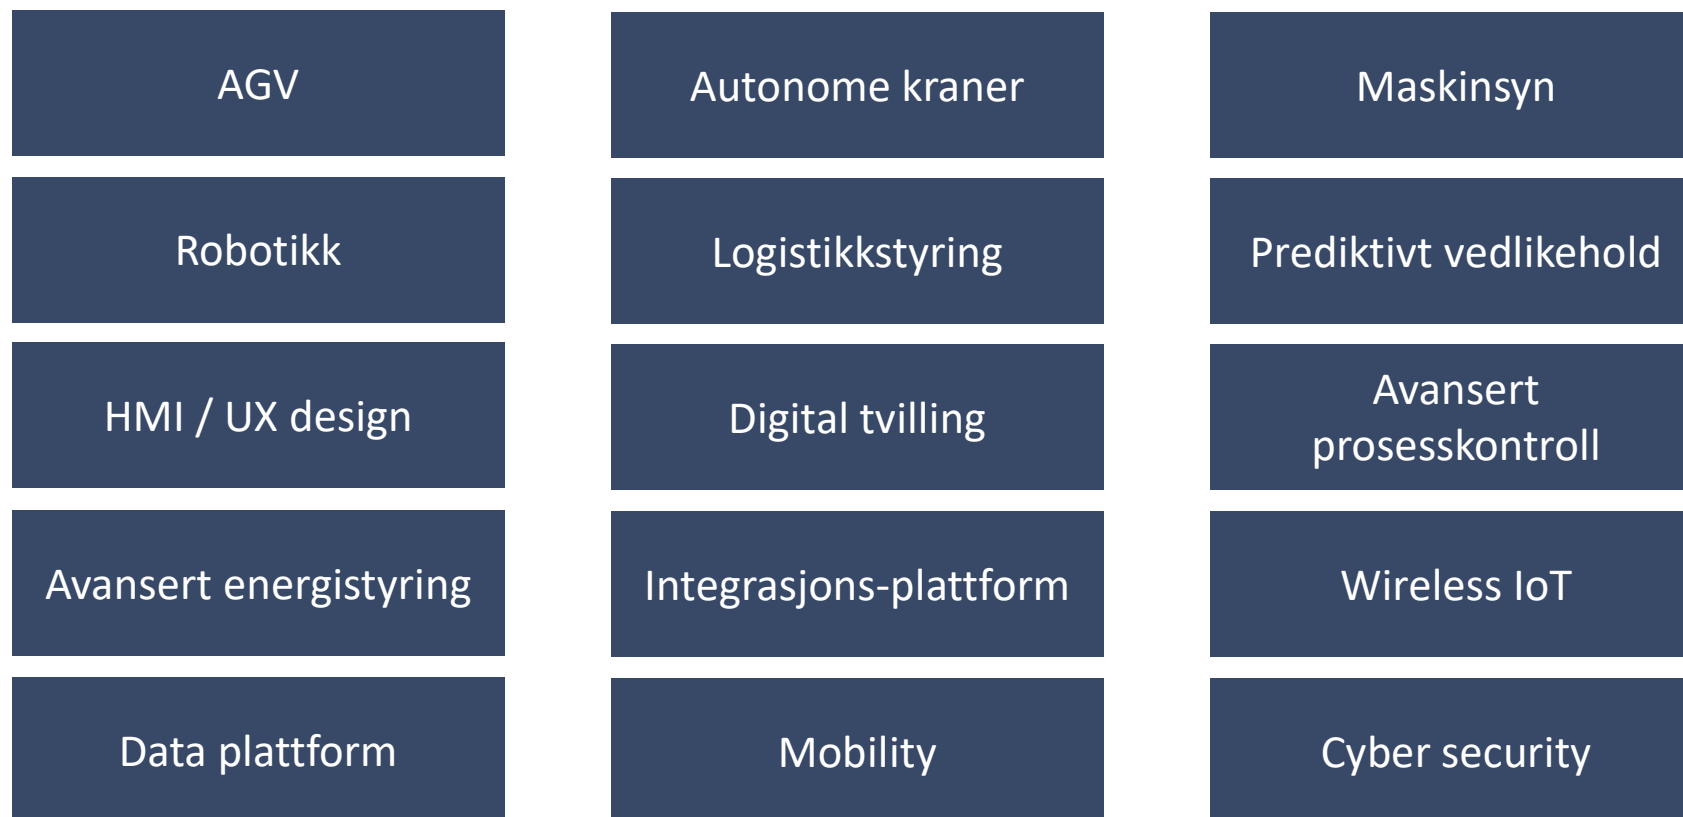 AGV
Autonome kraner
Maskinsyn
Robotikk
Logistikkstyring
Prediktivt vedlikehold
HMI / UX design
Digital tvilling
Avansert
prosesskontroll
Avansert energistyring
Integrasjons-plattform
Wireless IoT
Data plattform
Mobility
Cyber security